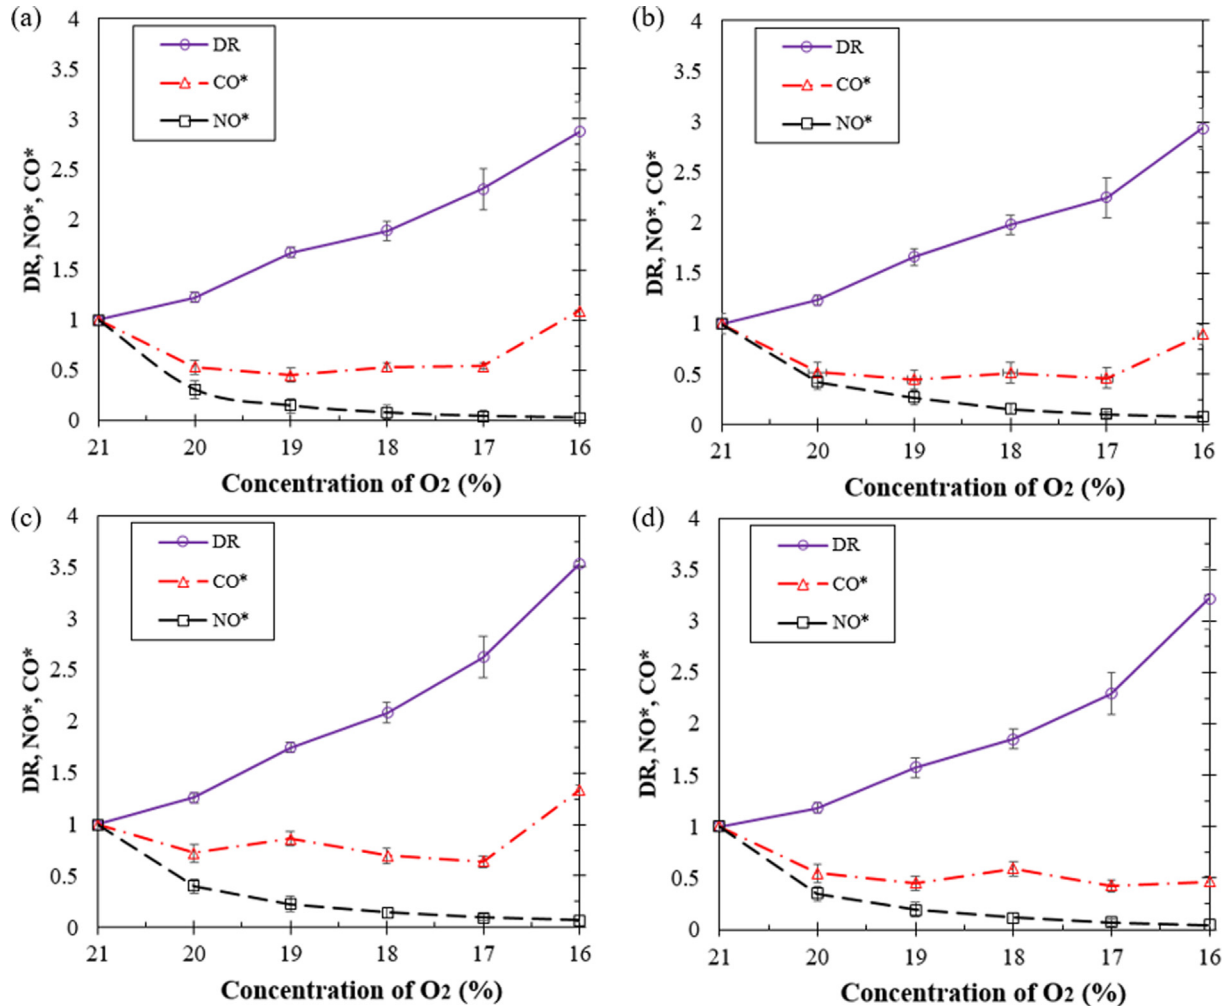 (a)
DR
CO*
NO*
4
3.5
3
2.5
2
1.5
1
0.5
0
DR, NO*, CO*
21 20 19 18 17 16
Concentration of O2 (%)
(b)
DR
CO*
NO*
4
3.5
3
2.5
2
1.5
1
0.5
0
DR, NO*, CO*
21 20 19 18 17 16
Concentration of O2 (%)
(c)
DR
CO*
NO*
4
3.5
3
2.5
2
1.5
1
0.5
0
DR, NO*, CO*
21 20 19 18 17 16
Concentration of O2 (%)
(d)
DR
CO*
NO*
4
3.5
3
2.5
2
1.5
1
0.5
0
DR, NO*, CO*
21 20 19 18 17 16
Concentration of O2 (%)